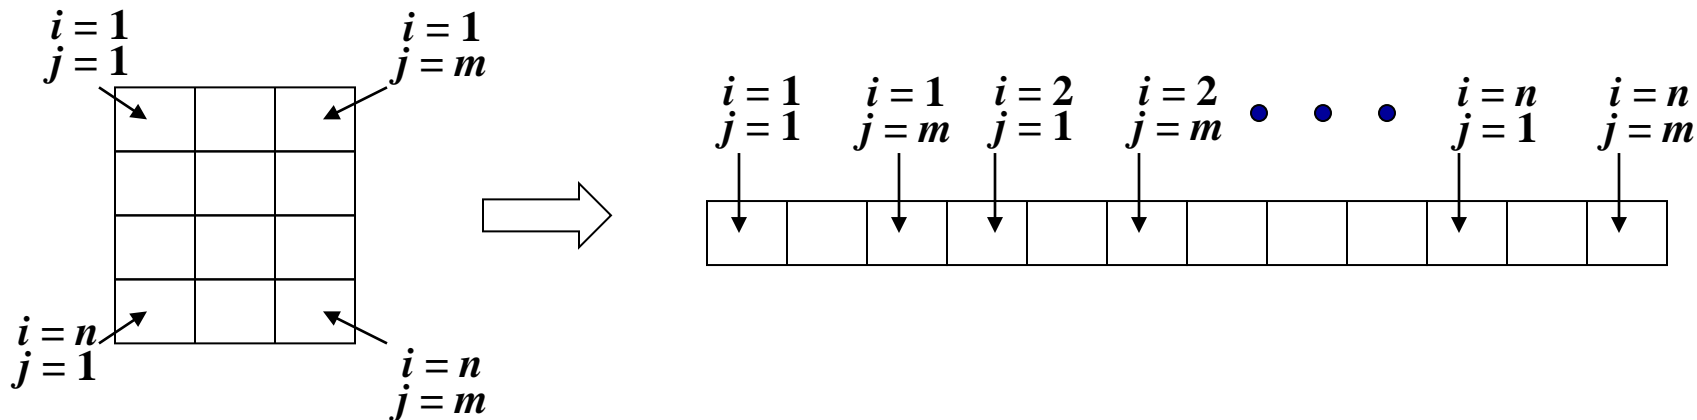 i = 1
j = 1
i = 1
j = m
i = n
j = 1
i = n
j = m
i = 1
j = 1
i = 1
j = m
i = 2
j = 1
i = 2
j = m
i = n
j = 1
i = n
j = m